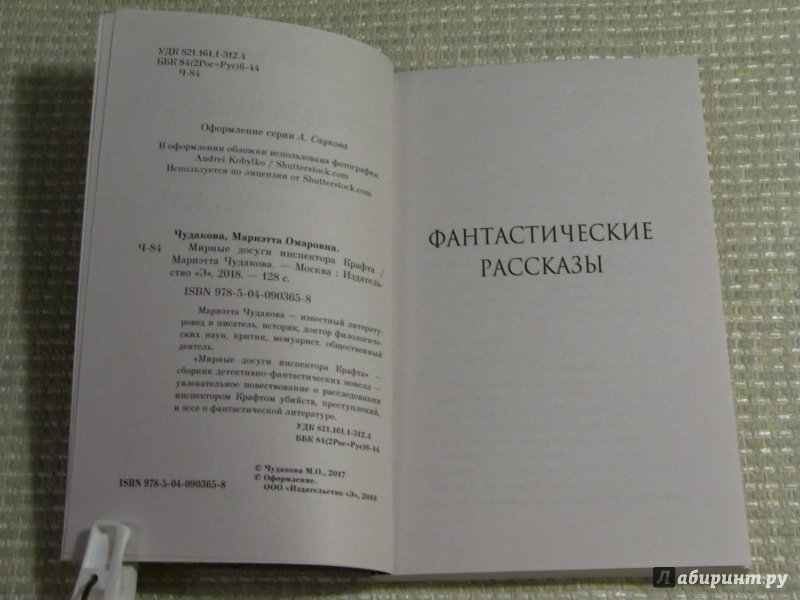 УДК 821.161.1-312.4
ББК 84(2Рос=Рус)6-44
Ч-84
Оформление серии А. Саукова
В оформлении обложки использована фотография:
Andrei Kobylko / Shutterstock.com
Используется по лицензии от Shutterstock.com
Чудакова, Мариэтта Омаровна.
Ч-84 Мирные досуги инспектора Крафта /
Мариэтта Чудакова. — Москва : Издатель-
ство «Э», 2018. — 128 с.
ISBN 978-5-04-090365-8
Мариэтта Чудакова — известный литерату-
ровед и писатель, историк, доктор филологиче-
ских наук, критик, мемуарист, общественный
деятель.
«Мирные досуги инспектора Крафта» —
сборник детективно-фантастических новелл —
увлекательное повествование о расследовании
инспектором Крафтом убийств, преступлений,
и эссе о фантастической литературе.
УДК 821.161.1-312.4
ББК 84(2Рос=Рус)6-44
© Чудакова М.О., 2017
© Оформление.
ООО «Издательство «Э», 2018
ISBN 978-5-04-090365-8
ФАНТАСТИЧЕСКИЕ
РАССКАЗЫ
Лабиринт.ру